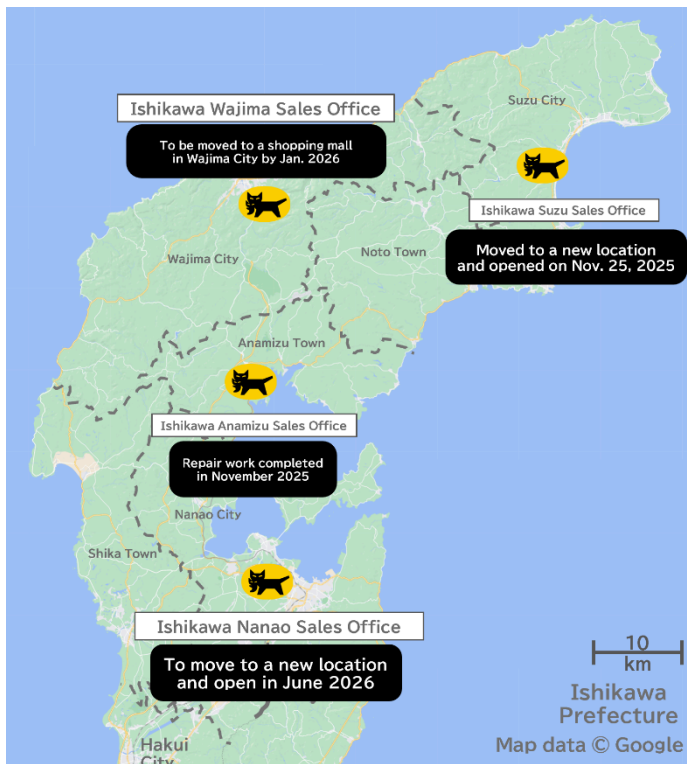 Ishikawa Wajima Sales Office
To be moved to a shopping mall
in Wajima City by Jan. 2026
Suzu City
Ishikawa Suzu Sales Office
Moved to a new location
and opened on Nov. 25, 2025
Wajima City
Noto Town
Anamizu Town
Ishikawa Anamizu Sales Office
Repair work completed
in November 2025
Nanao City
Shika Town
Ishikawa Nanao Sales Office
To move to a new location
and open in June 2026
10
km
Ishikawa
Prefecture
Hakui
City
Map data © Google